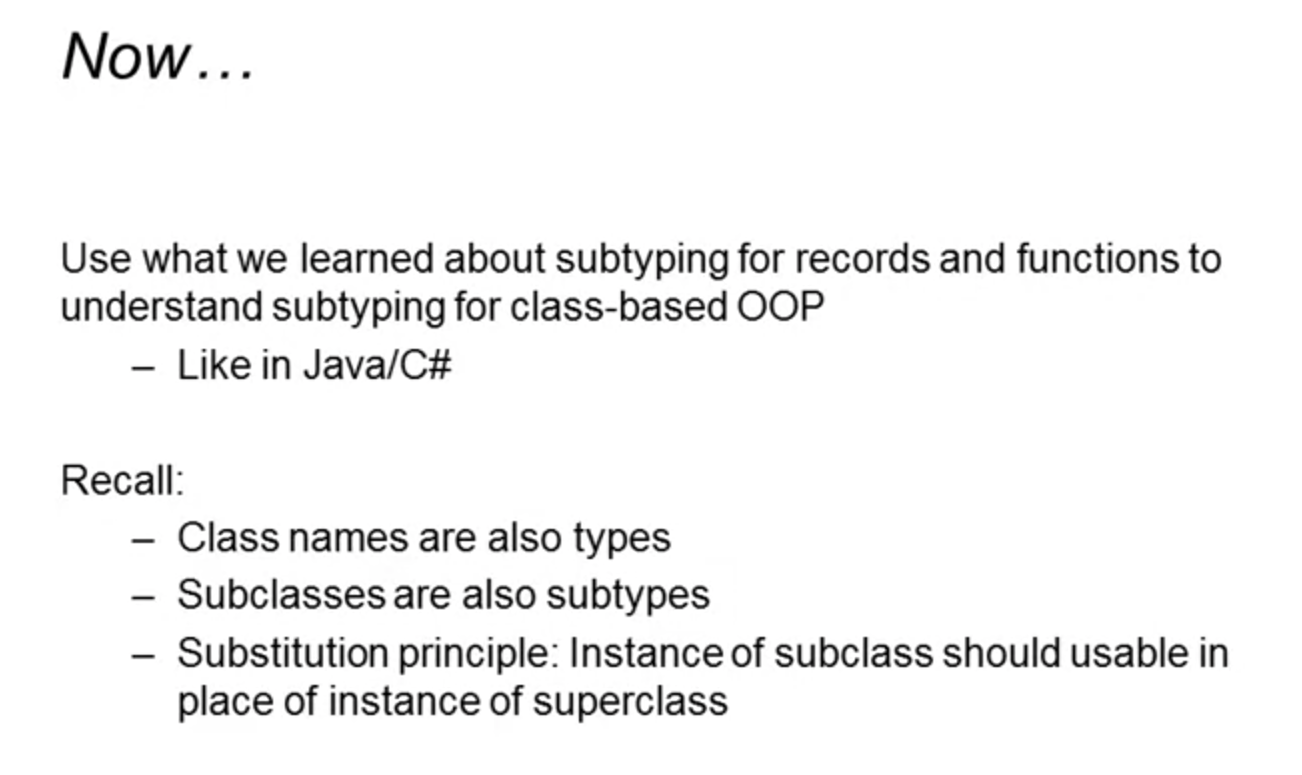 Now…
Use what we learned about subtyping for records and functions to
understand subtyping for class-based OOP
– Like in Java/C#
Recall:
– Class names are also types
– Subclasses are also subtypes
– Substitution principle: Instance of subclass should usable in
place of instance of superclass